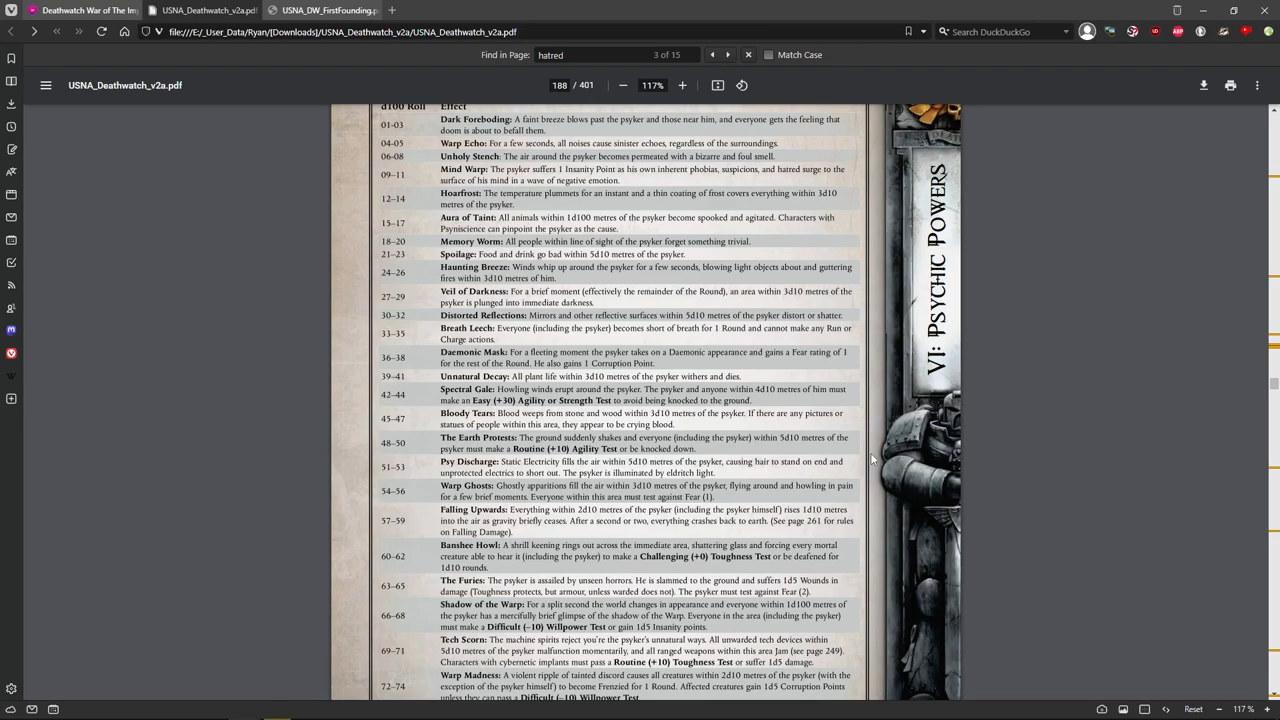 Deathwatch War of The Im
USNA_Deathwatch_v2a.pdf
USNA_DW_FirstFounding.p
file:///E:/_User_Data/Ryan/[Downloads]/USNA_Deathwatch_v2a/USNA_Deathwatch_v2a.pdf
Search DuckDuckGo
Find in Page:
hatred
3 of 15
Match Case
USNA_Deathwatch_v2a.pdf
188 / 401
117%
d100 Roll Effect
01-03 Dark Foreboding: A faint breeze blows past the psyker and those near him, and everyone gets the feeling that
doom is about to befall them.
04-05 Warp Echo: For a few seconds, all noises cause sinister echoes, regardless of the surroundings.
06-08 Unholy Stench: The air around the psyker becomes permeated with a bizarre and foul smell.
09–11 Mind Warp: The psyker suffers 1 Insanity Point as his own inherent phobias, suspicions, and hatred surge to the
surface of his mind in a wave of negative emotion.
12–14 Hoarfrost: The temperature plummets for an instant and a thin coating of frost covers everything within 3d10
metres of the psyker.
15–17 Aura of Taint: All animals within 1d100 metres of the psyker become spooked and agitated. Characters with
Psyniscience can pinpoint the psyker as the cause.
18–20 Memory Worm: All people within line of sight of the psyker forget something trivial.
21–23 Spoilage: Food and drink go bad within 5d10 metres of the psyker.
24–26 Haunting Breeze: Winds whip up around the psyker for a few seconds, blowing light objects about and guttering
fires within 3d10 metres of him.
27–29 Veil of Darkness: For a brief moment (effectively the remainder of the Round), an area within 3d10 metres of the
psyker is plunged into immediate darkness.
30–32 Distorted Reflections: Mirrors and other reflective surfaces within 5d10 metres of the psyker distort or shatter.
33–35 Breath Leech: Everyone (including the psyker) becomes short of breath for 1 Round and cannot make any Run or
Charge actions.
36–38 Daemonic Mask: For a fleeting moment the psyker takes on a Daemonic appearance and gains a Fear rating of 1
for the rest of the Round. He also gains 1 Corruption Point.
39–41 Unnatural Decay: All plant life within 3d10 metres of the psyker withers and dies.
42–44 Spectral Gale: Howling winds erupt around the psyker. The psyker and anyone within 4d10 metres of him must
make an Easy (+30) Agility or Strength Test to avoid being knocked to the ground.
45–47 Bloody Tears: Blood weeps from stone and wood within 3d10 metres of the psyker. If there are any pictures or
statues of people within this area, they appear to be crying blood.
48–50 The Earth Protests: The ground suddenly shakes and everyone (including the psyker) within 5d10 metres of the
psyker must make a Routine (+10) Agility Test or be knocked down.
51–53 Psy Discharge: Static Electricity fills the air within 5d10 metres of the psyker, causing hair to stand on end and
unprotected electrics to short out. The psyker is illuminated by eldritch light.
54–56 Warp Ghosts: Ghostly apparitions fill the air within 3d10 metres of the psyker, flying around and howling in pain
for a few brief moments. Everyone within this area must test against Fear (1).
57–59 Falling Upwards: Everything within 2d10 metres of the psyker (including the psyker himself) rises 1d10 metres
into the air as gravity briefly ceases. After a second or two, everything crashes back to earth. (See page 261 for rules
on Falling Damage).
60–62 Banshee Howl: A shrill keening rings out across the immediate area, shattering glass and forcing every mortal
creature able to hear it (including the psyker) to make a Challenging (+0) Toughness Test or be deafened for
1d10 rounds.
63–65 The Furies: The psyker is assailed by unseen horrors. He is slammed to the ground and suffers 1d5 Wounds in
damage (Toughness protects, but armour, unless warded does not). The psyker must test against Fear (2).
66–68 Shadow of the Warp: For a split second the world changes in appearance and everyone within 1d100 metres of
the psyker has a mercifully brief glimpse of the shadow of the Warp. Everyone in the area (including the psyker)
must make a Difficult (–10) Willpower Test or gain 1d5 Insanity points.
69–71 Tech Scorn: The machine spirits reject you're the psyker's unnatural ways. All unwarded tech devices within
5d10 metres of the psyker malfunction momentarily, and all ranged weapons within this area Jam (see page 249).
Characters with cybernetic implants must pass a Routine (+10) Toughness Test or suffer 1d5 damage.
72–74 Warp Madness: A violent ripple of tainted discord causes all creatures within 2d10 metres of the psyker (with the
exception of the psyker himself) to become Frenzied for 1 Round. Affected creatures gain 1d5 Corruption Points
unless they can pass a Difficult (–10) Willpower Test.
VI: Psychic Powers
Reset
117 %